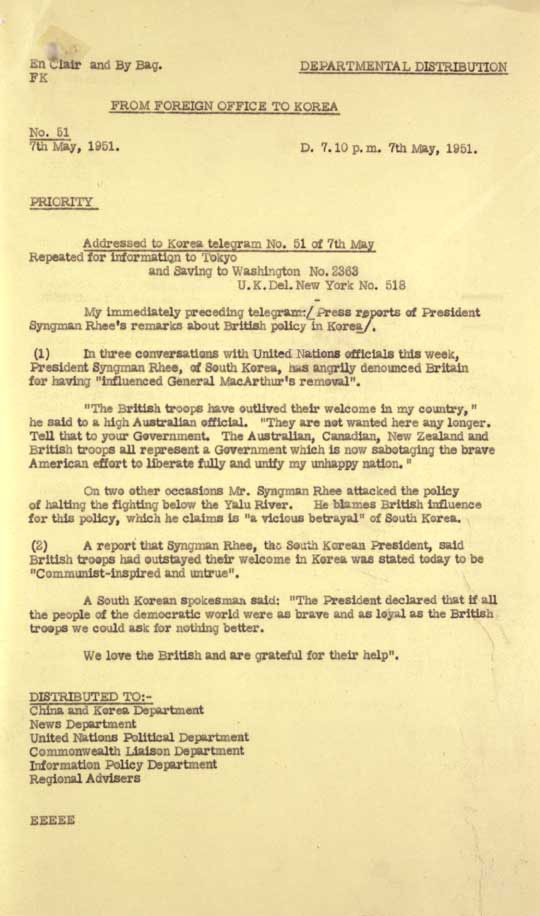 En Clair and By Bag.
DEPARTMENTAL DISTRIBUTION
FK
FROM FOREIGN OFFICE TO KOREA
No. 51
7th May, 1951.
D. 7.10 p.m. 7th May, 1951.
PRIORITY
Addressed to Korea telegram No. 51 of 7th May
Repeated for information to Tokyo
and Saving to Washington No. 2363
U.K.Del. New York No. 518
My immediately preceding telegram:/ Press reports of President
Syngman Rhee's remarks about British policy in Korea/.
(1) In three conversations with United Nations officials this week,
President Syngman Rhee, of South Korea, has angrily denounced Britain
for having "influenced General MacArthur's removal".
"The British troops have outlived their welcome in my country,"
he said to a high Australian official. "They are not wanted here any longer.
Tell that to your Government. The Australian, Canadian, New Zealand and
British troops all represent a Government which is now sabotaging the brave
American effort to liberate fully and unify my unhappy nation."
On two other occasions Mr. Syngman Rhee attacked the policy
of halting the fighting below the Yalu River. He blames British influence
for this policy, which he claims is "a vicious betrayal" of South Korea.
(2) A report that Syngman Rhee, the South Korean President, said
British troops had outstayed their welcome in Korea was stated today to be
"Communist-inspired and untrue".
A South Korean spokesman said: "The President declared that if all
the people of the democratic world were as brave and as loyal as the British
troops we could ask for nothing better.
We love the British and are grateful for their help".
DISTRIBUTED TO:-
China and Korea Department
News Department
United Nations Political Department
Commonwealth Liaison Department
Information Policy Department
Regional Advisers
EEEEE